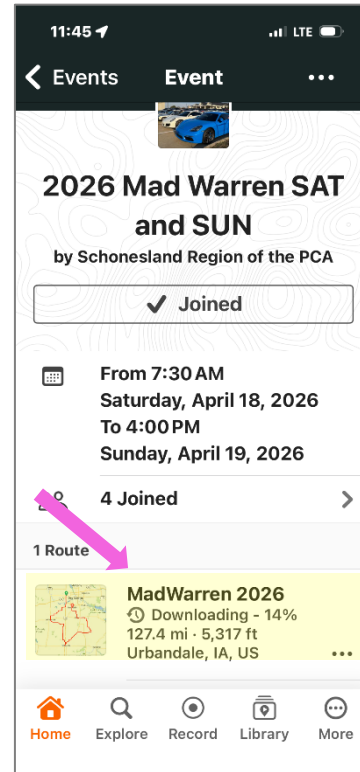 11:45
LTE
Events
Event
2026 Mad Warren SAT
and SUN
by Schonesland Region of the PCA
Joined
From 7:30 AM
Saturday, April 18, 2026
To 4:00 PM
Sunday, April 19, 2026
4 Joined
1 Route
MadWarren 2026
Downloading - 14%
127.4 mi · 5,317 ft
Urbandale, IA, US
Home
Explore
Record
Library
More